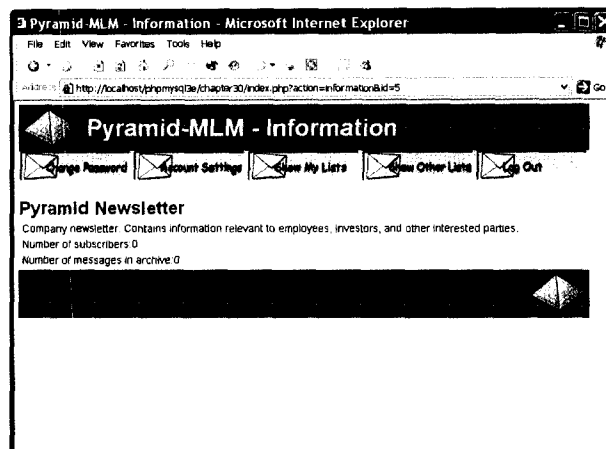 Pyramid-MLM - Information - Microsoft Internet Explorer
File Edit View Favorites Tools Help
Address http://localhost/phpmysql3e/chapter30/index.php?action=information&id=5 Go
Pyramid-MLM - Information
Change Password Account Settings Show My Lists Show Other Lists Log Out
Pyramid Newsletter
Company newsletter. Contains information relevant to employees, investors, and other interested parties.
Number of subscribers:0
Number of messages in archive:0